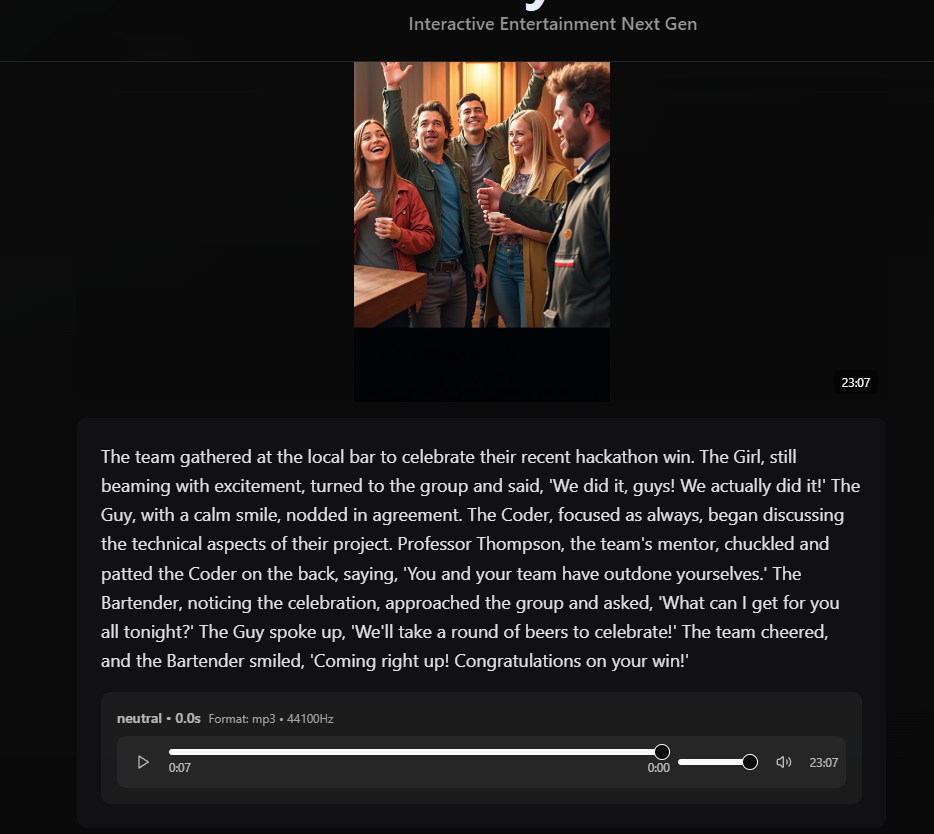 Interactive Entertainment Next Gen
23:07
The team gathered at the local bar to celebrate their recent hackathon win. The Girl, still
beaming with excitement, turned to the group and said, 'We did it, guys! We actually did it!' The
Guy, with a calm smile, nodded in agreement. The Coder, focused as always, began discussing
the technical aspects of their project. Professor Thompson, the team's mentor, chuckled and
patted the Coder on the back, saying, 'You and your team have outdone yourselves.' The
Bartender, noticing the celebration, approached the group and asked, 'What can I get for you
all tonight?' The Guy spoke up, 'We'll take a round of beers to celebrate!' The team cheered,
and the Bartender smiled, 'Coming right up! Congratulations on your win!'
neutral • 0.0s Format: mp3 • 44100Hz
0:07 0:00 23:07